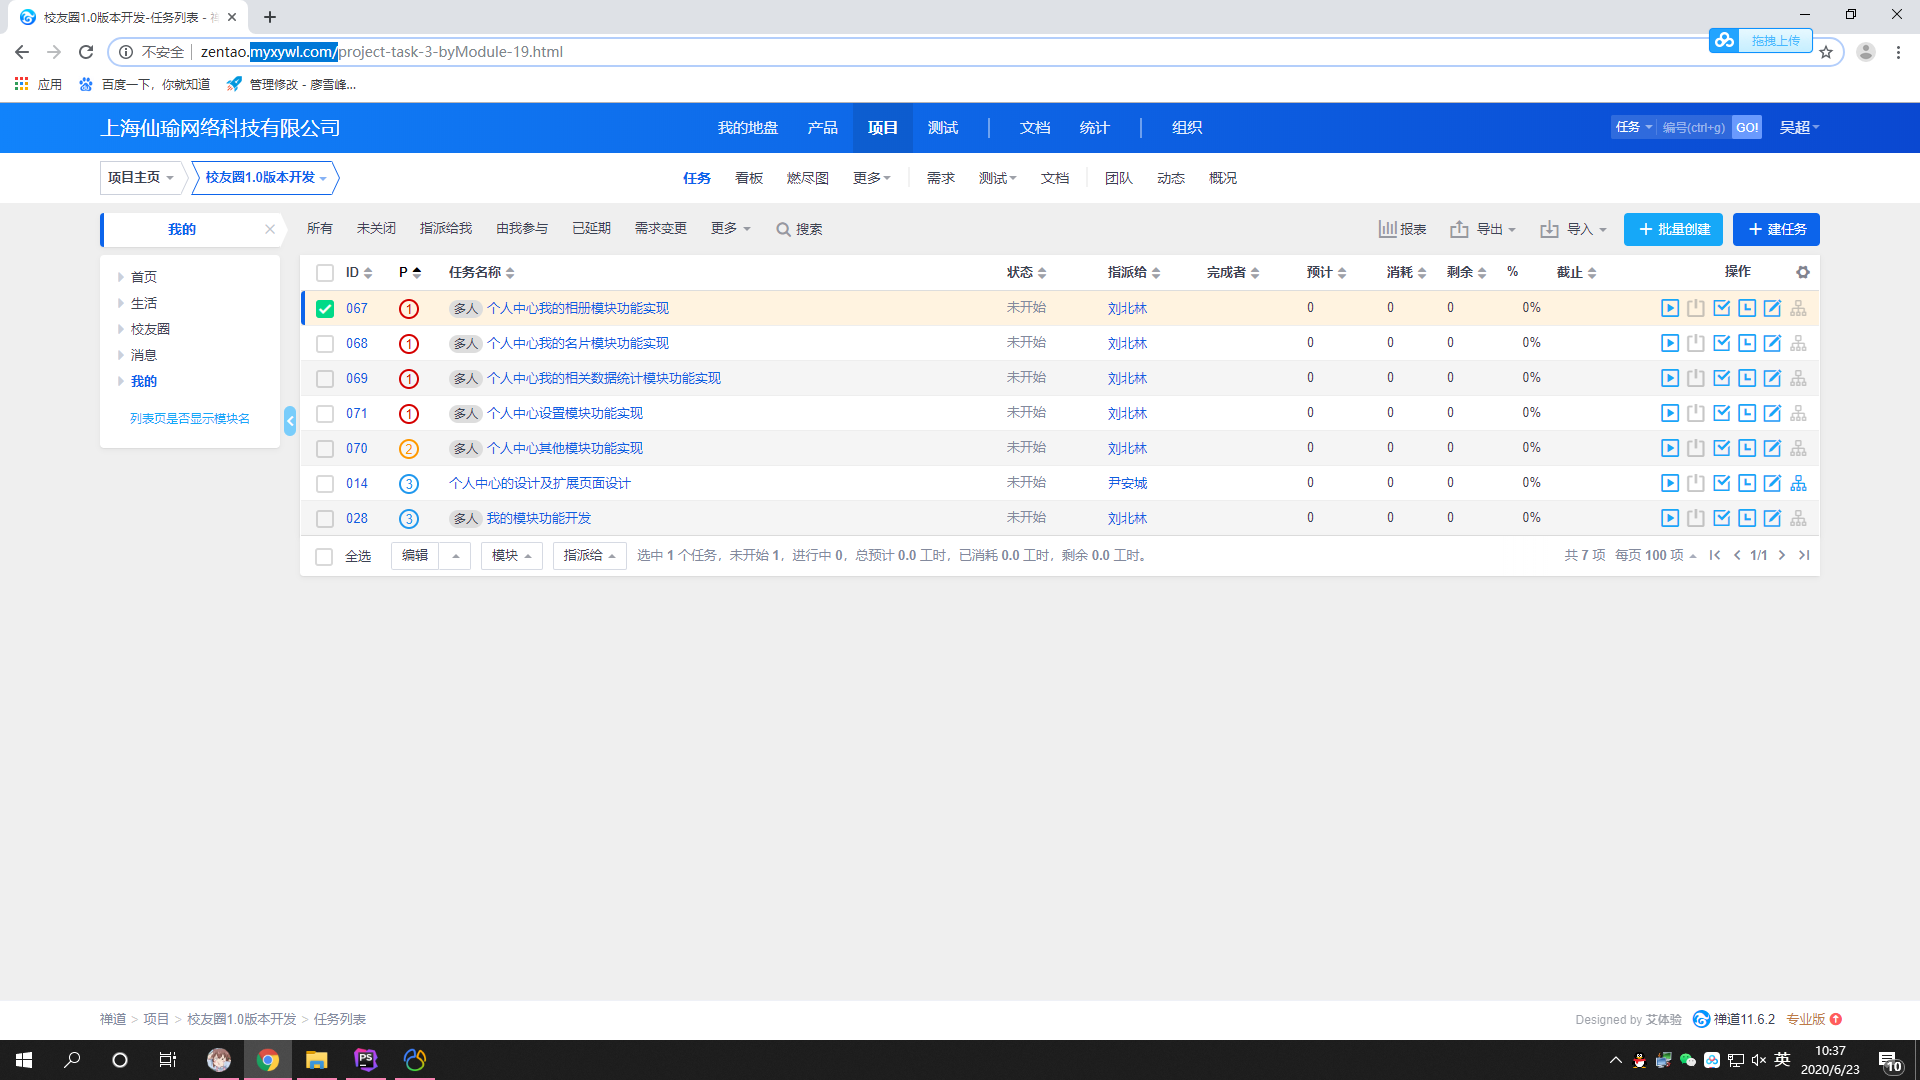 校友圈1.0版本开发-任务列表 -
不安全 zentao.myxywl.com/project-task-3-byModule-19.html
拖拽上传
应用 百度一下，你就知道 管理修改 - 廖雪峰...
上海仙瑜网络科技有限公司 我的地盘 产品 项目 测试 文档 统计 组织 任务 编号(ctrl+g) GO! 吴超
项目主页 校友圈1.0版本开发 任务 看板 燃尽图 更多 需求 测试 文档 团队 动态 概况
我的 所有 未关闭 指派给我 由我参与 已延期 需求变更 更多 搜索 报表 导出 导入 批量创建 建任务
首页
生活
校友圈
消息
我的
列表页是否显示模块名
ID P 任务名称 状态 指派给 完成者 预计 消耗 剩余 % 截止 操作
067 1 多人 个人中心我的相册模块功能实现 未开始 刘北林 0 0 0 0%
068 1 多人 个人中心我的名片模块功能实现 未开始 刘北林 0 0 0 0%
069 1 多人 个人中心我的相关数据统计模块功能实现 未开始 刘北林 0 0 0 0%
071 1 多人 个人中心设置模块功能实现 未开始 刘北林 0 0 0 0%
070 2 多人 个人中心其他模块功能实现 未开始 刘北林 0 0 0 0%
014 3 个人中心的设计及扩展页面设计 未开始 尹安城 0 0 0 0%
028 3 多人 我的模块功能开发 未开始 刘北林 0 0 0 0%
全选 编辑 模块 指派给 选中 1 个任务，未开始 1，进行中 0，总预计 0.0 工时，已消耗 0.0 工时，剩余 0.0 工时。 共 7 项 每页 100 项 1/1
禅道 > 项目 > 校友圈1.0版本开发 > 任务列表 Designed by 艾体验 禅道11.6.2 专业版
PS 英 10:37
2020/6/23 10